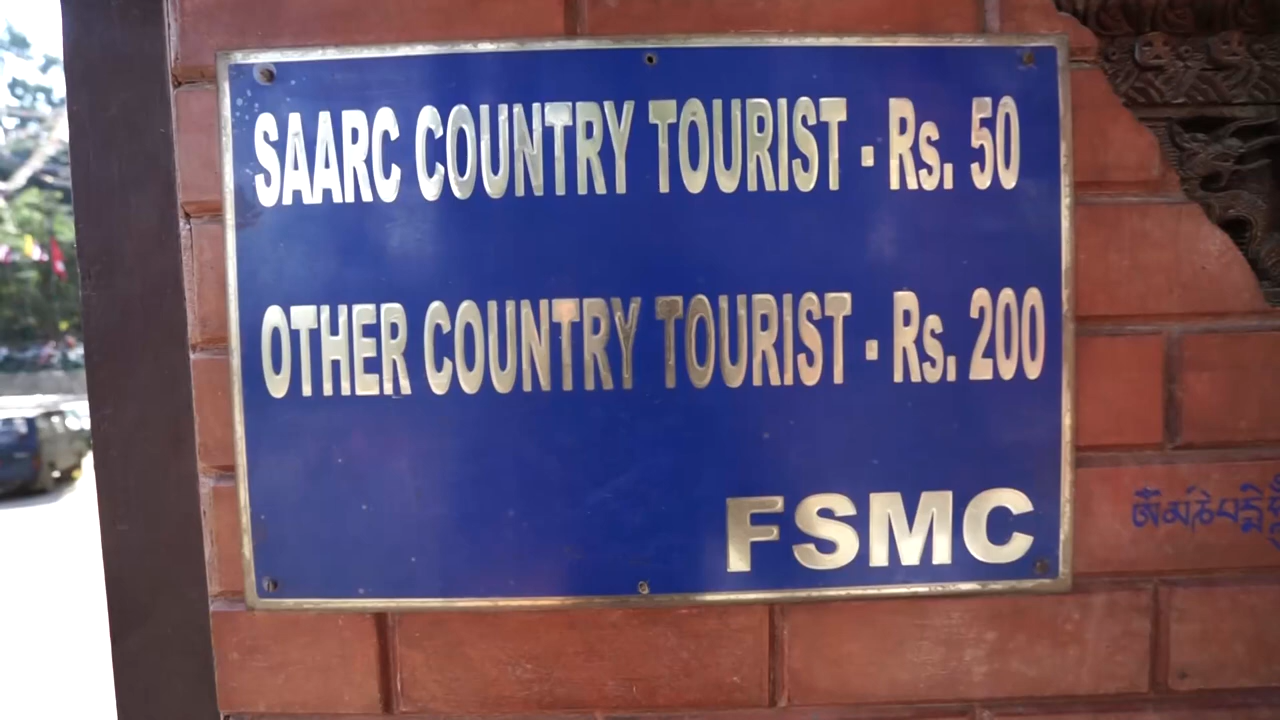 SAARC COUNTRY TOURIST - Rs. 50
OTHER COUNTRY TOURIST - Rs. 200
FSMC